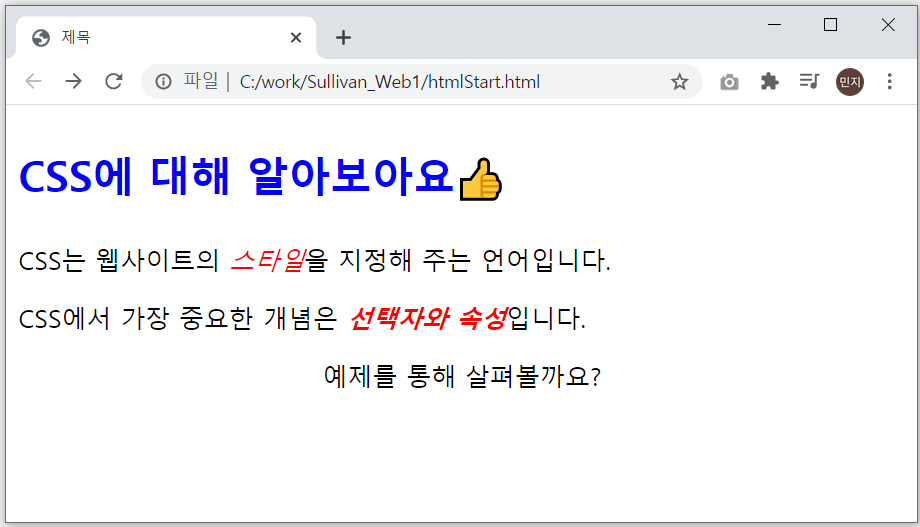 제목
파일 | C:/work/Sullivan_Web1/htmlStart.html
민지
CSS에 대해 알아보아요👍
CSS는 웹사이트의 스타일을 지정해 주는 언어입니다.
CSS에서 가장 중요한 개념은 선택자와 속성입니다.
예제를 통해 살펴볼까요?